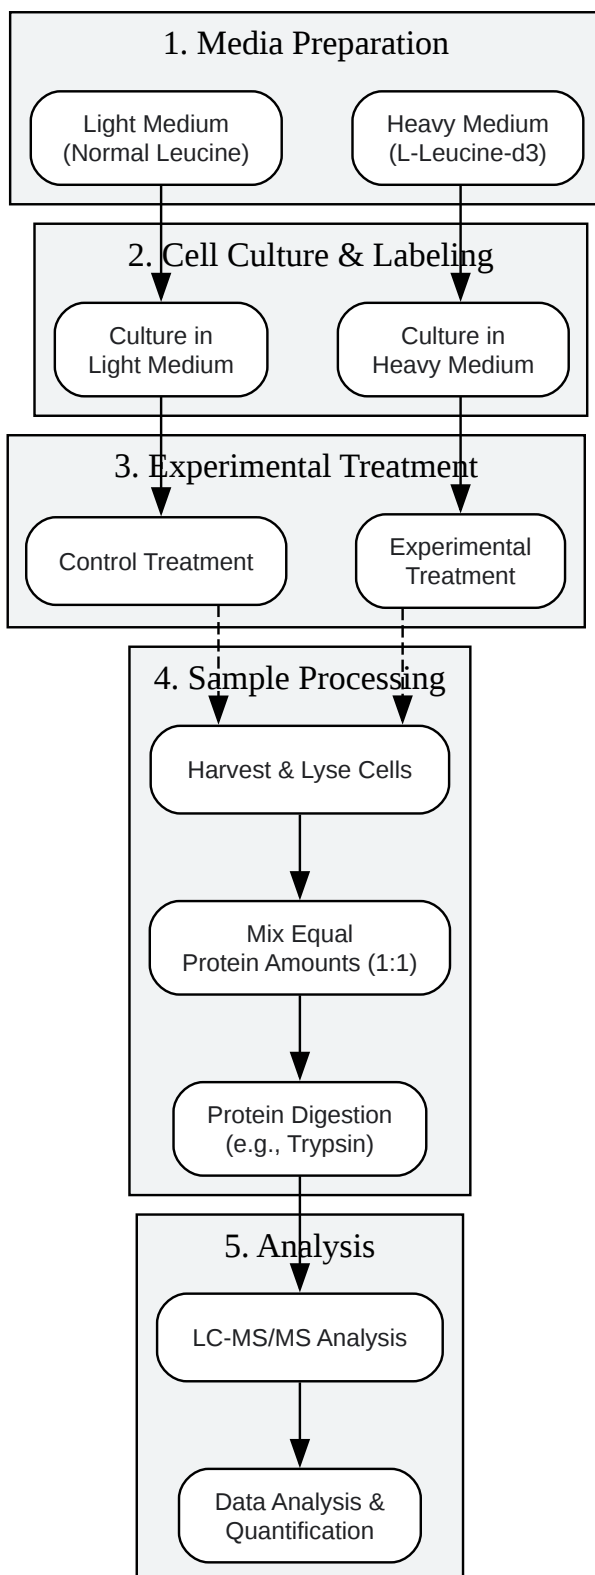 1. Media Preparation
Light Medium
(Normal Leucine)
Heavy Medium
(L-Leucine-d3)
2. Cell Culture & Labeling
Culture in
Light Medium
Culture in
Heavy Medium
3. Experimental Treatment
Control Treatment
Experimental
Treatment
4. Sample Processing
Harvest & Lyse Cells
Mix Equal
Protein Amounts (1:1)
Protein Digestion
(e.g., Trypsin)
5. Analysis
LC-MS/MS Analysis
Data Analysis &
Quantification